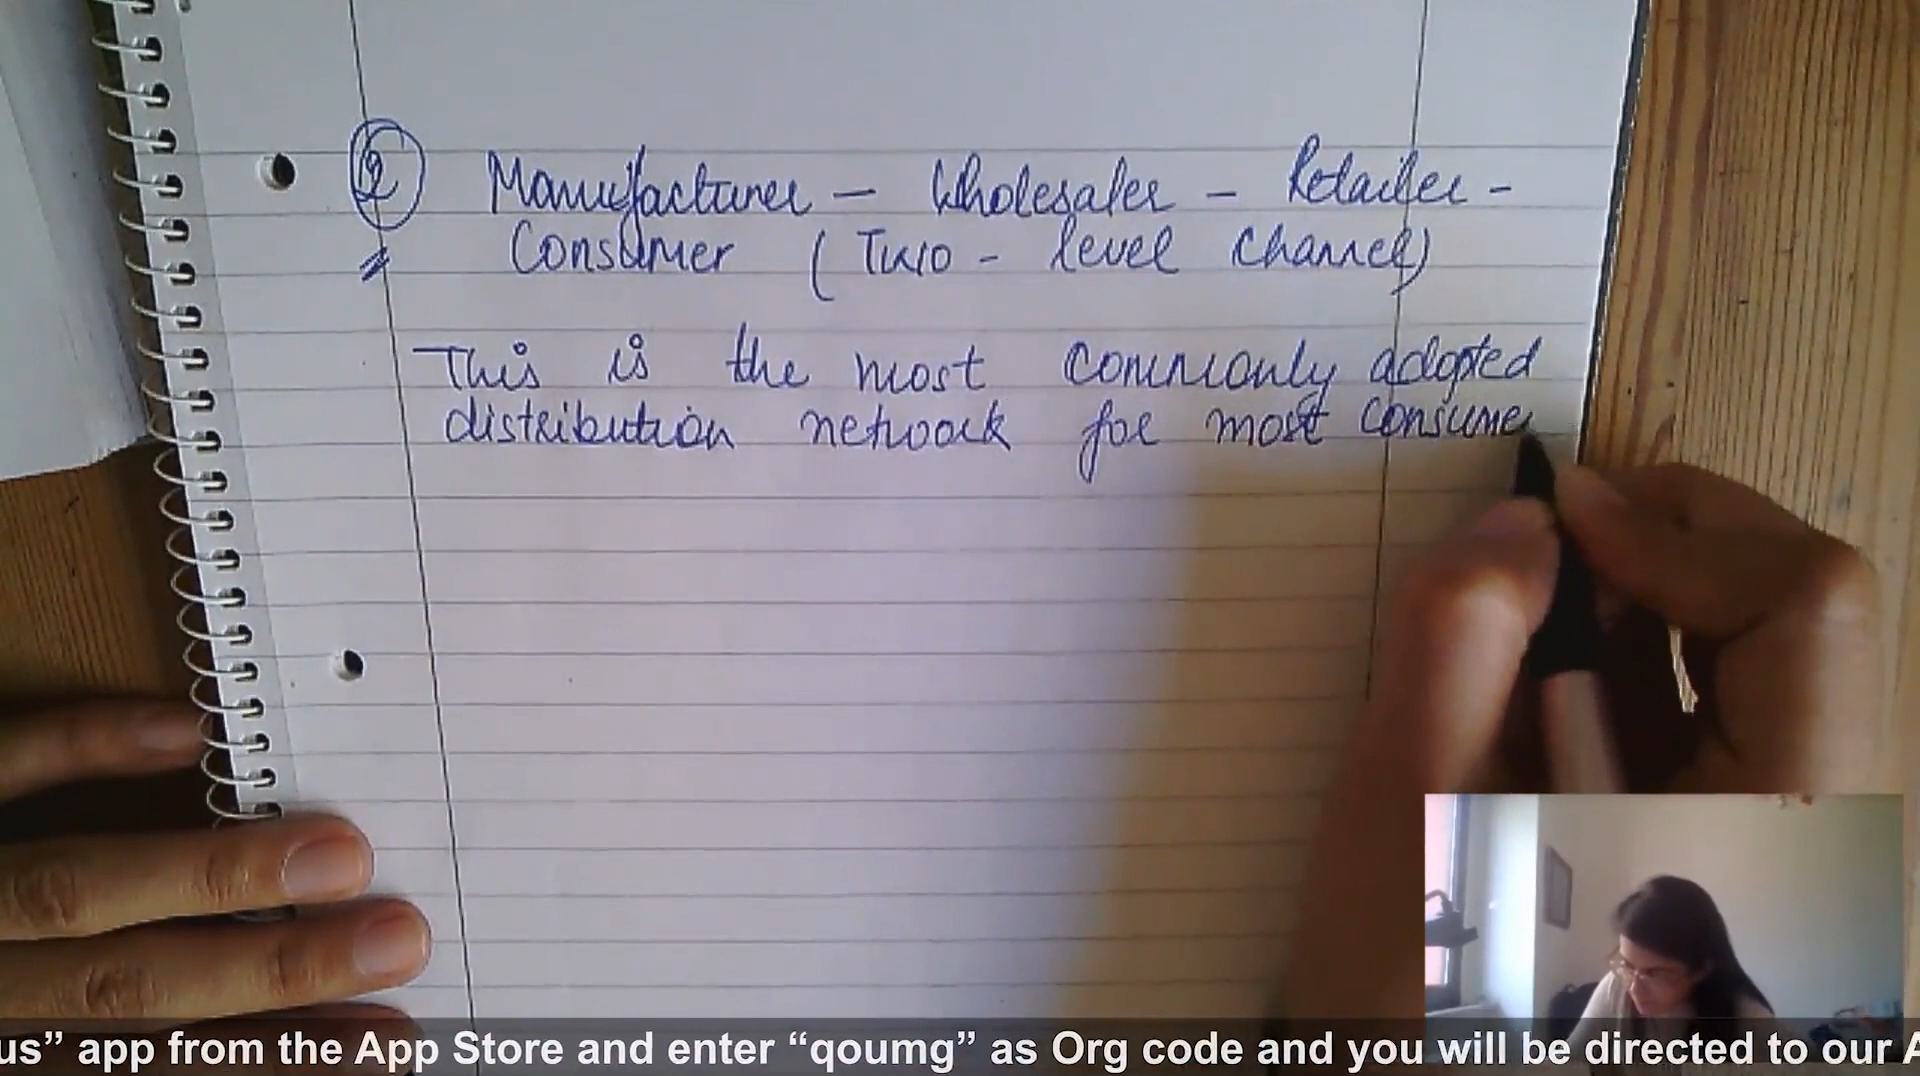 2 Manufacturer - Wholesaler - Retailer -
Consumer (Two - level Channel)
This is the most commonly adopted
distribution network for most consumer
us” app from the App Store and enter “qoumg” as Org code and you will be directed to our A